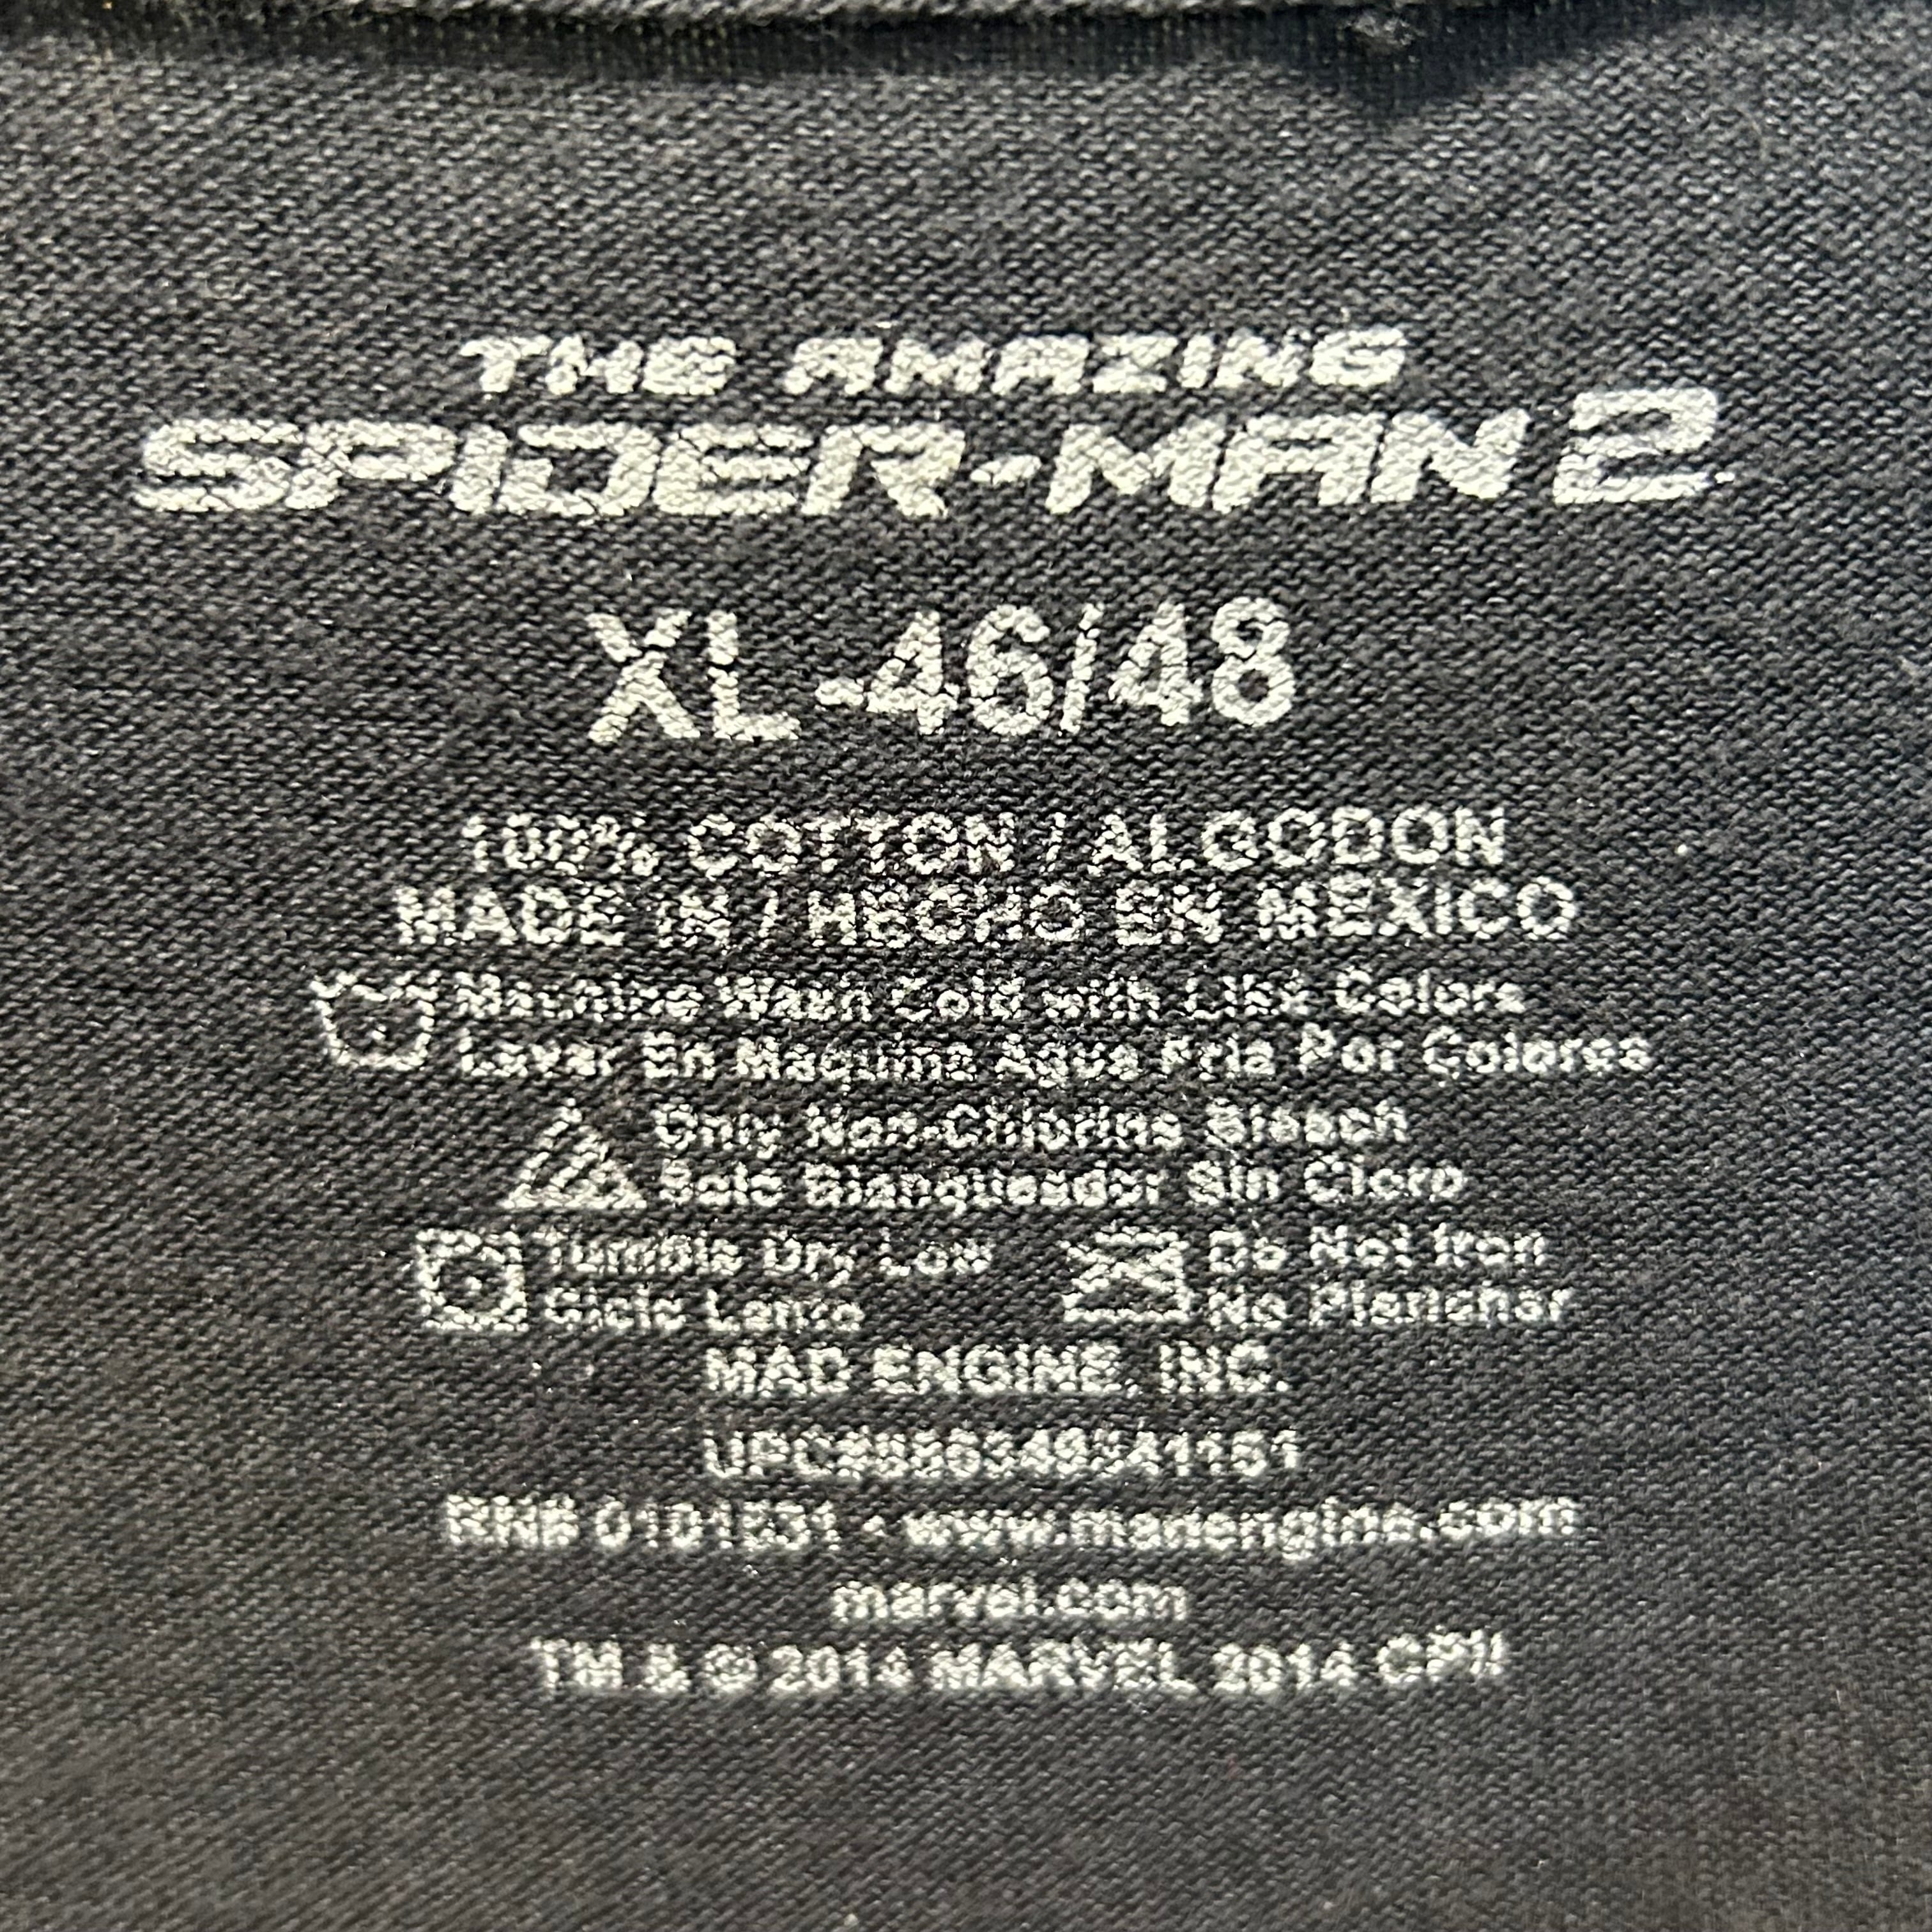 THE AMAZING
SPIDER-MAN 2
XL-46/48
100% COTTON / ALGODON
MADE IN / HECHO EN MEXICO
Machine Wash Cold with Like Colors
Lavar En Maquina Agua Fria Por Colores
Only Non-Chlorine Bleach
Solo Blanqueador Sin Cloro
Tumble Dry Low
Ciclo Lento
Do Not Iron
No Planchar
MAD ENGINE, INC.
www.madengine.com
marvel.com
TM & © 2014 MARVEL 2014 CPII